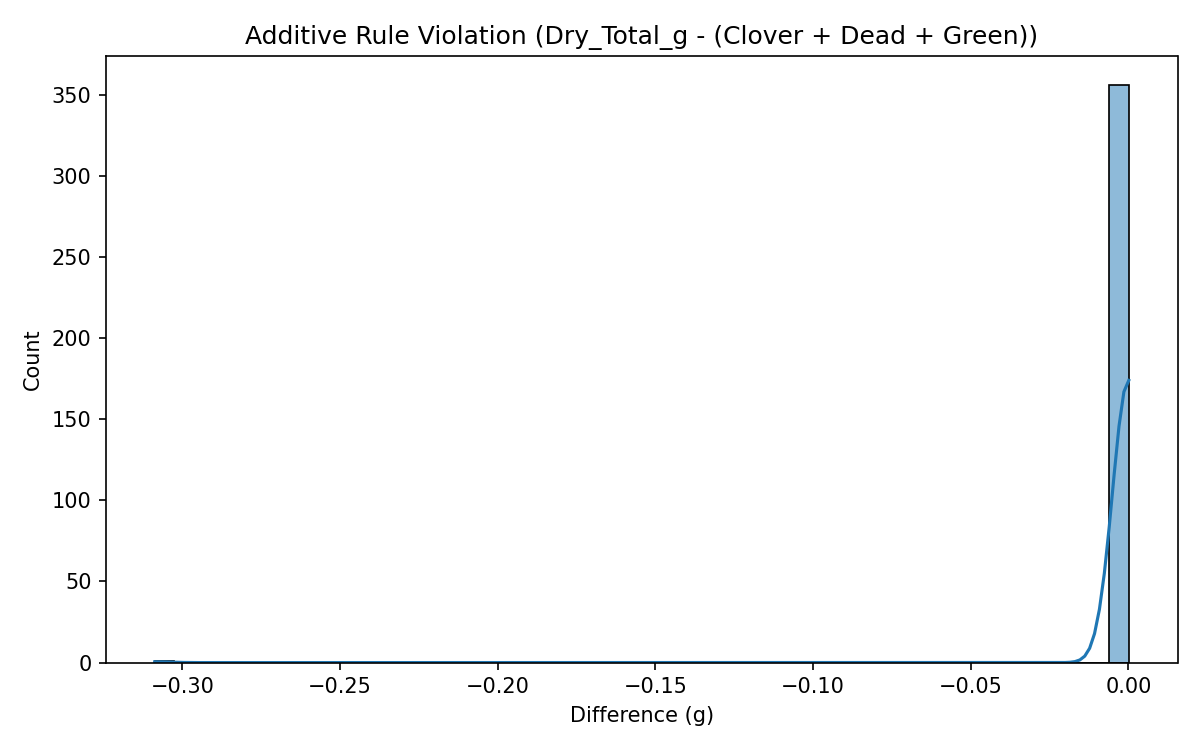 Additive Rule Violation (Dry_Total_g - (Clover + Dead + Green))
350
300
250
200
150
100
50
0
Count
−0.30 −0.25 −0.20 −0.15 −0.10 −0.05 0.00
Difference (g)